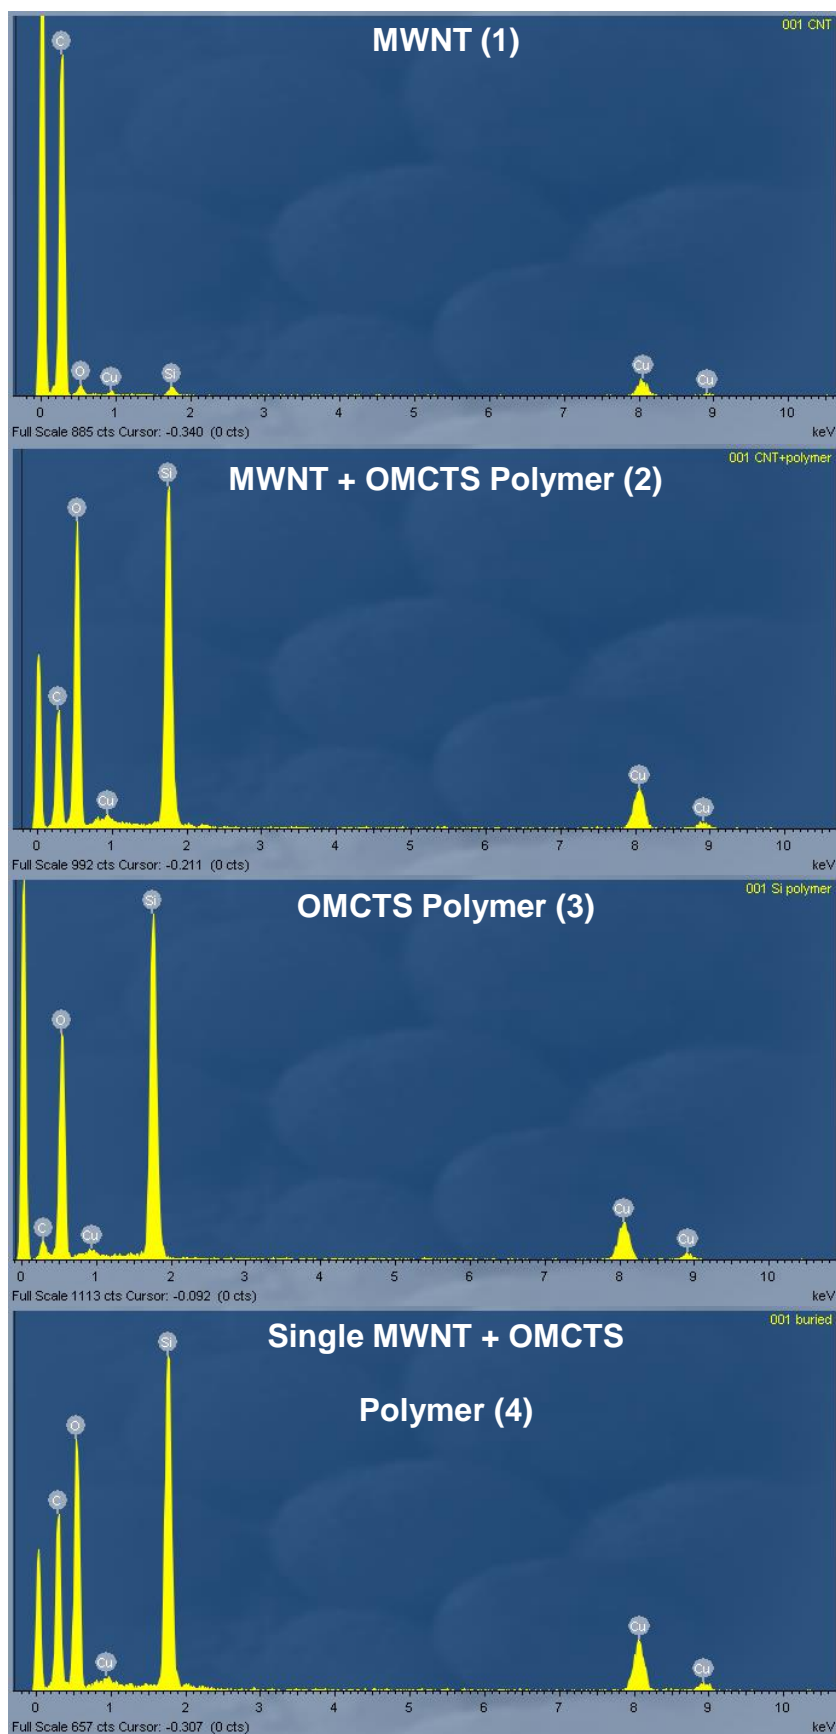 001 CNT
MWNT (1)
C
O
Cu
Si
Cu
Cu
0 1 2 3 4 5 6 7 8 9 10
Full Scale 885 cts Cursor: -0.340 (0 cts)
keV
001 CNT+polymer
MWNT + OMCTS Polymer (2)
Si
O
C
Cu
Cu
Cu
0 1 2 3 4 5 6 7 8 9 10
Full Scale 992 cts Cursor: -0.211 (0 cts)
keV
001 Si polymer
OMCTS Polymer (3)
Si
O
C
Cu
Cu
Cu
0 1 2 3 4 5 6 7 8 9 10
Full Scale 1113 cts Cursor: -0.092 (0 cts)
keV
001 buried
Single MWNT + OMCTS
Polymer (4)
Si
O
C
Cu
Cu
Cu
0 1 2 3 4 5 6 7 8 9 10
Full Scale 657 cts Cursor: -0.307 (0 cts)
keV